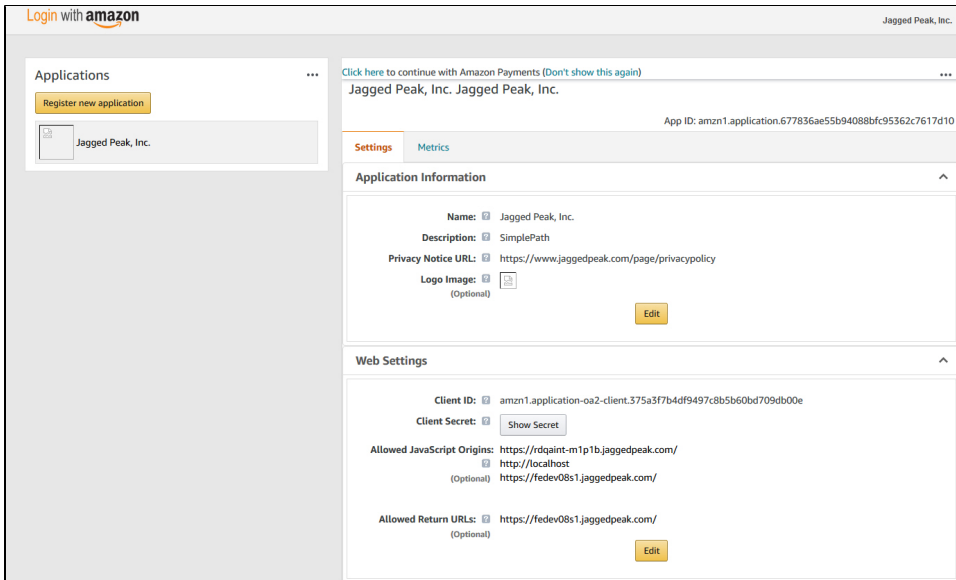 Login with amazon
Jagged Peak, Inc.
Applications
...
Register new application
Jagged Peak, Inc.
Click here to continue with Amazon Payments (Don't show this again)
...
Jagged Peak, Inc. Jagged Peak, Inc.
App ID: amzn1.application.677836ae55b94088bfc95362c7617d10
Settings Metrics
Application Information
Name: ? Jagged Peak, Inc.
Description: ? SimplePath
Privacy Notice URL: ? https://www.jaggedpeak.com/page/privacypolicy
Logo Image: ?
(Optional)
Edit
Web Settings
Client ID: ? amzn1.application-oa2-client.375a3f7b4df9497c8b5b60bd709db00e
Client Secret: ? Show Secret
Allowed JavaScript Origins: https://rdqaint-m1p1b.jaggedpeak.com/
? http://localhost
(Optional) https://fedev08s1.jaggedpeak.com/
Allowed Return URLs: ? https://fedev08s1.jaggedpeak.com/
(Optional)
Edit